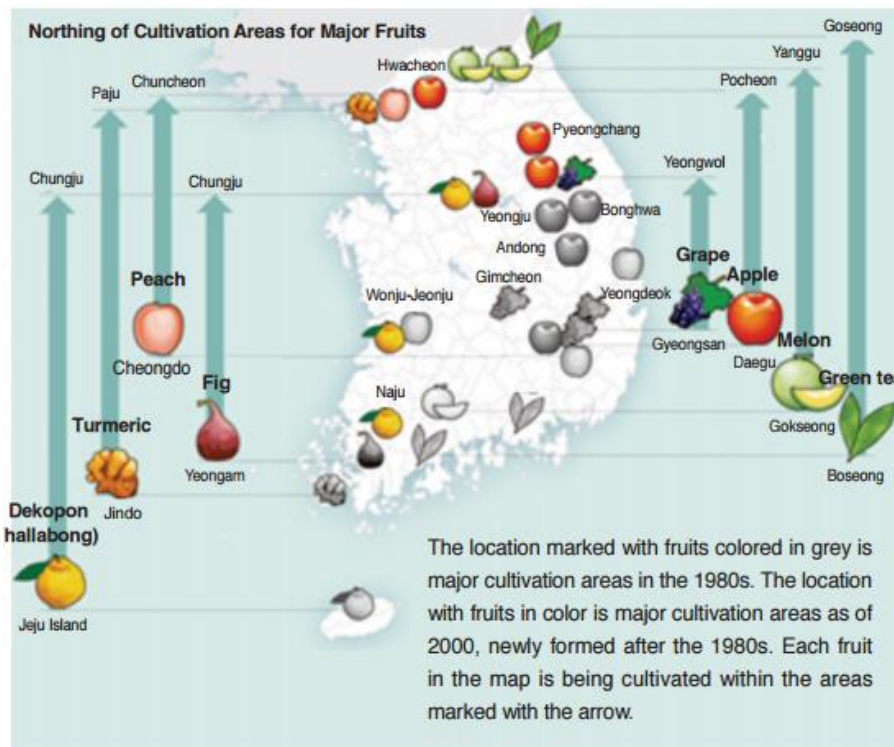 Northing of Cultivation Areas for Major Fruits
Goseong
Yanggu
Pocheon
Hwacheon
Chuncheon
Paju
Pyeongchang
Yeongwol
Chungju
Chungju
Yeongju
Bonghwa
Andong
Grape
Apple
Gimcheon
Peach
Wonju-Jeonju
Yeongdeok
Gyeongsan
Daegu
Melon
Cheongdo
Fig
Green tea
Naju
Gokseong
Turmeric
Yeongam
Boseong
Jindo
Dekopon
hallabong)
Jeju Island
The location marked with fruits colored in grey is
major cultivation areas in the 1980s. The location
with fruits in color is major cultivation areas as of
2000, newly formed after the 1980s. Each fruit
in the map is being cultivated within the areas
marked with the arrow.